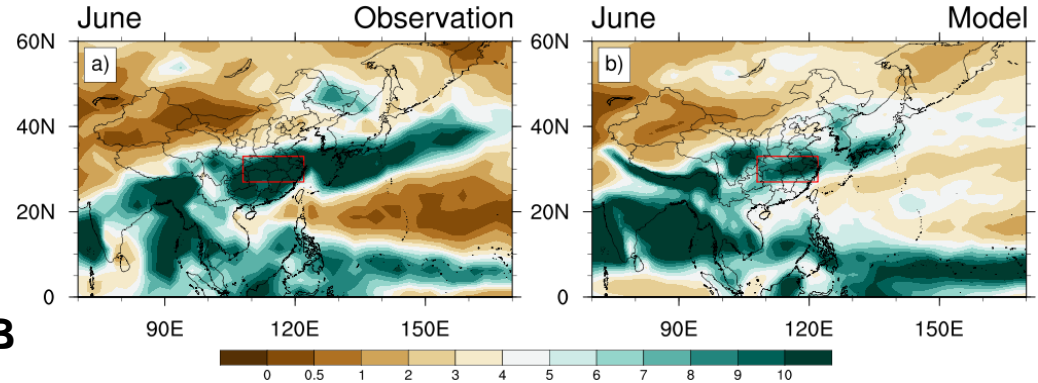 June Observation June Model
60N a) 60N b)
40N 40N
20N 20N
0 0
90E 120E 150E 90E 120E 150E
B
0 0.5 1 2 3 4 5 6 7 8 9 10